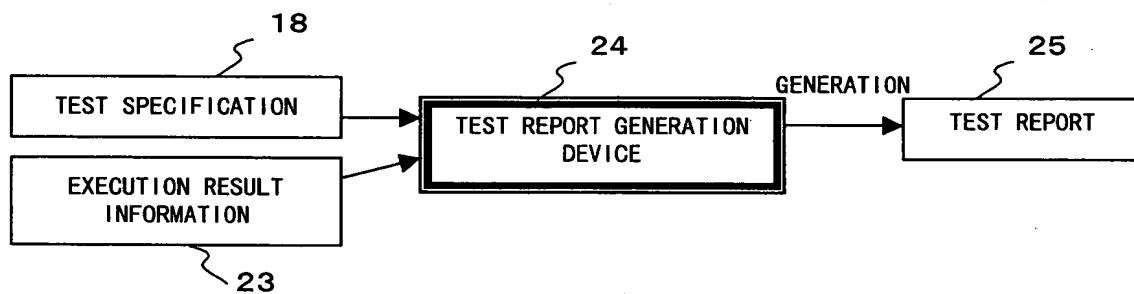 18
24
25
GENERATION
TEST SPECIFICATION
TEST REPORT GENERATION
DEVICE
TEST REPORT
EXECUTION RESULT
INFORMATION
23